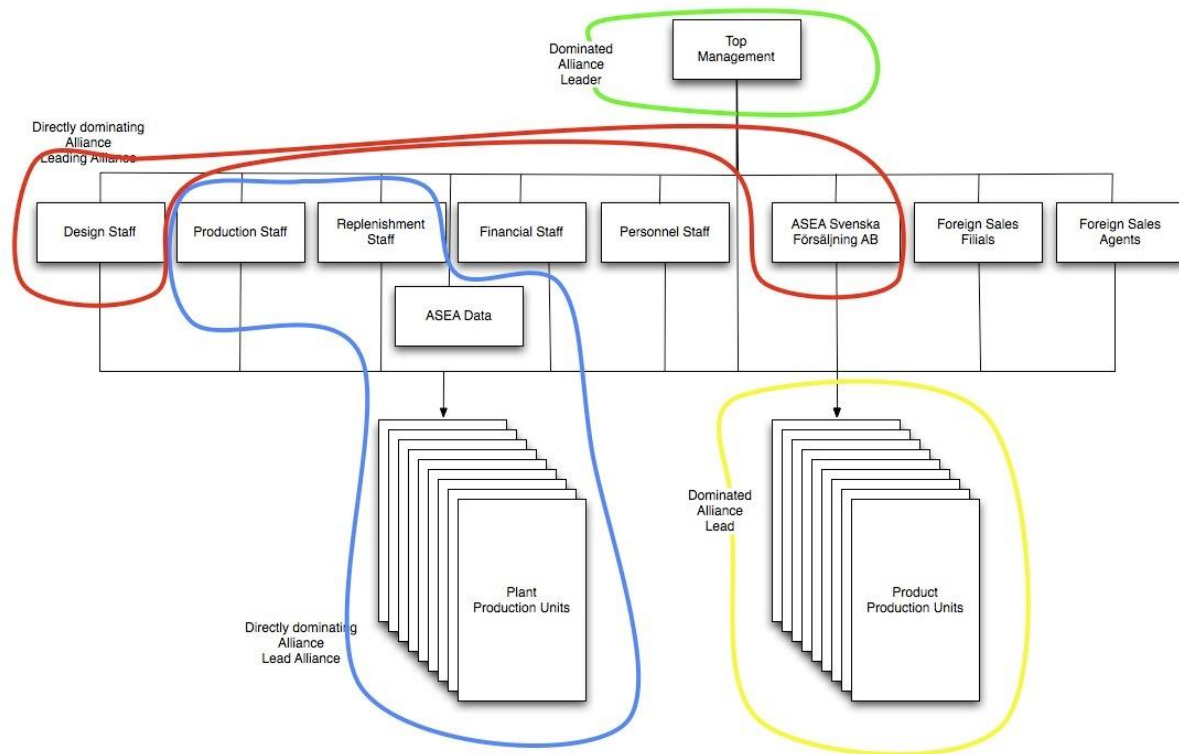 Top
Management
Dominated
Alliance
Leader
Directly dominating
Alliance
Leading Alliance
Design Staff
Production Staff
Replenishment
Staff
Financial Staff
Personnel Staff
ASEA Svenska
Försäljning AB
Foreign Sales
Filials
Foreign Sales
Agents
ASEA Data
Dominated
Alliance
Lead
Plant
Production Units
Product
Production Units
Directly dominating
Alliance
Lead Alliance